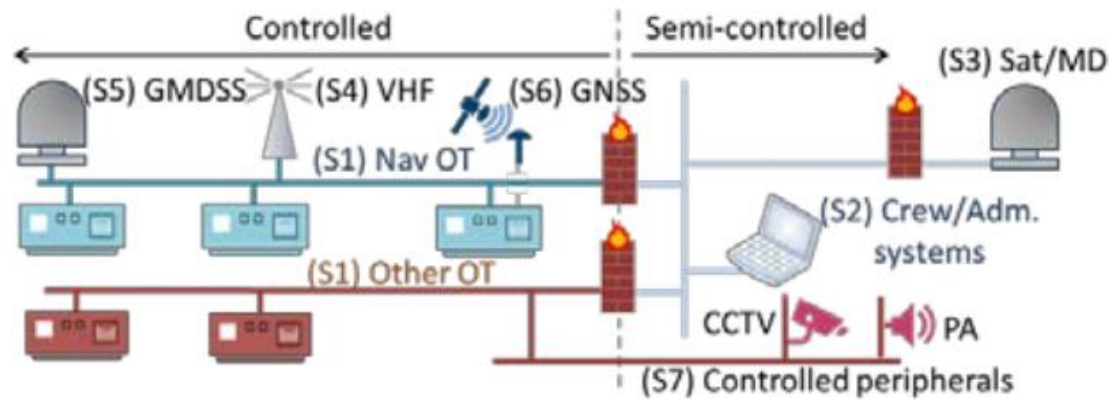 Controlled
Semi-controlled
(S3) Sat/MD
(S5) GMDSS
(S4) VHF
(S6) GNSS
(S1) Nav OT
(S2) Crew/Adm.
systems
(S1) Other OT
CCTV
PA
(S7) Controlled peripherals